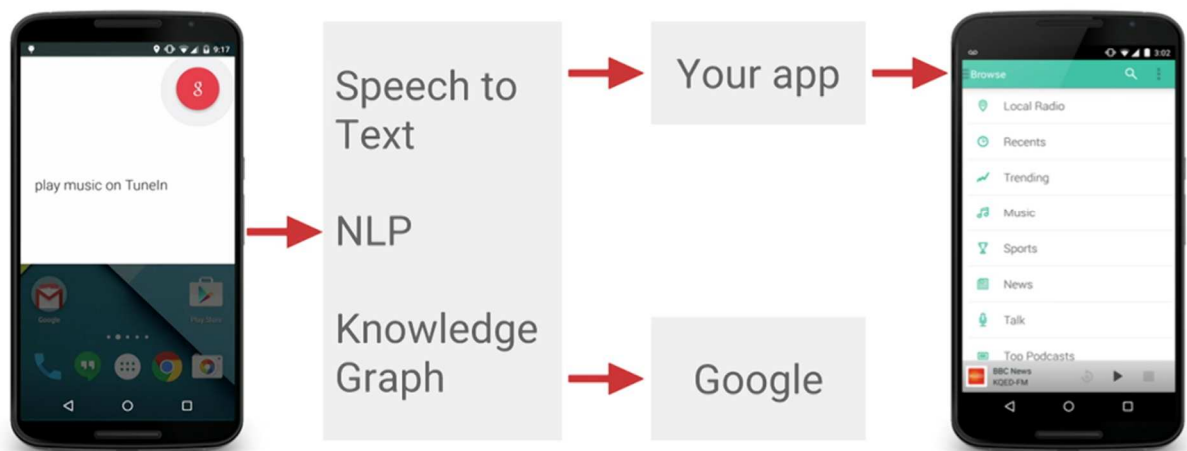 9:17
8
play music on TuneIn
Google
Play Store
Speech to
Text
NLP
Knowledge
Graph
Your app
Google
3:02
Browse
Local Radio
Recents
Trending
Music
Sports
News
Talk
Top Podcasts
BBC News
KQED-FM